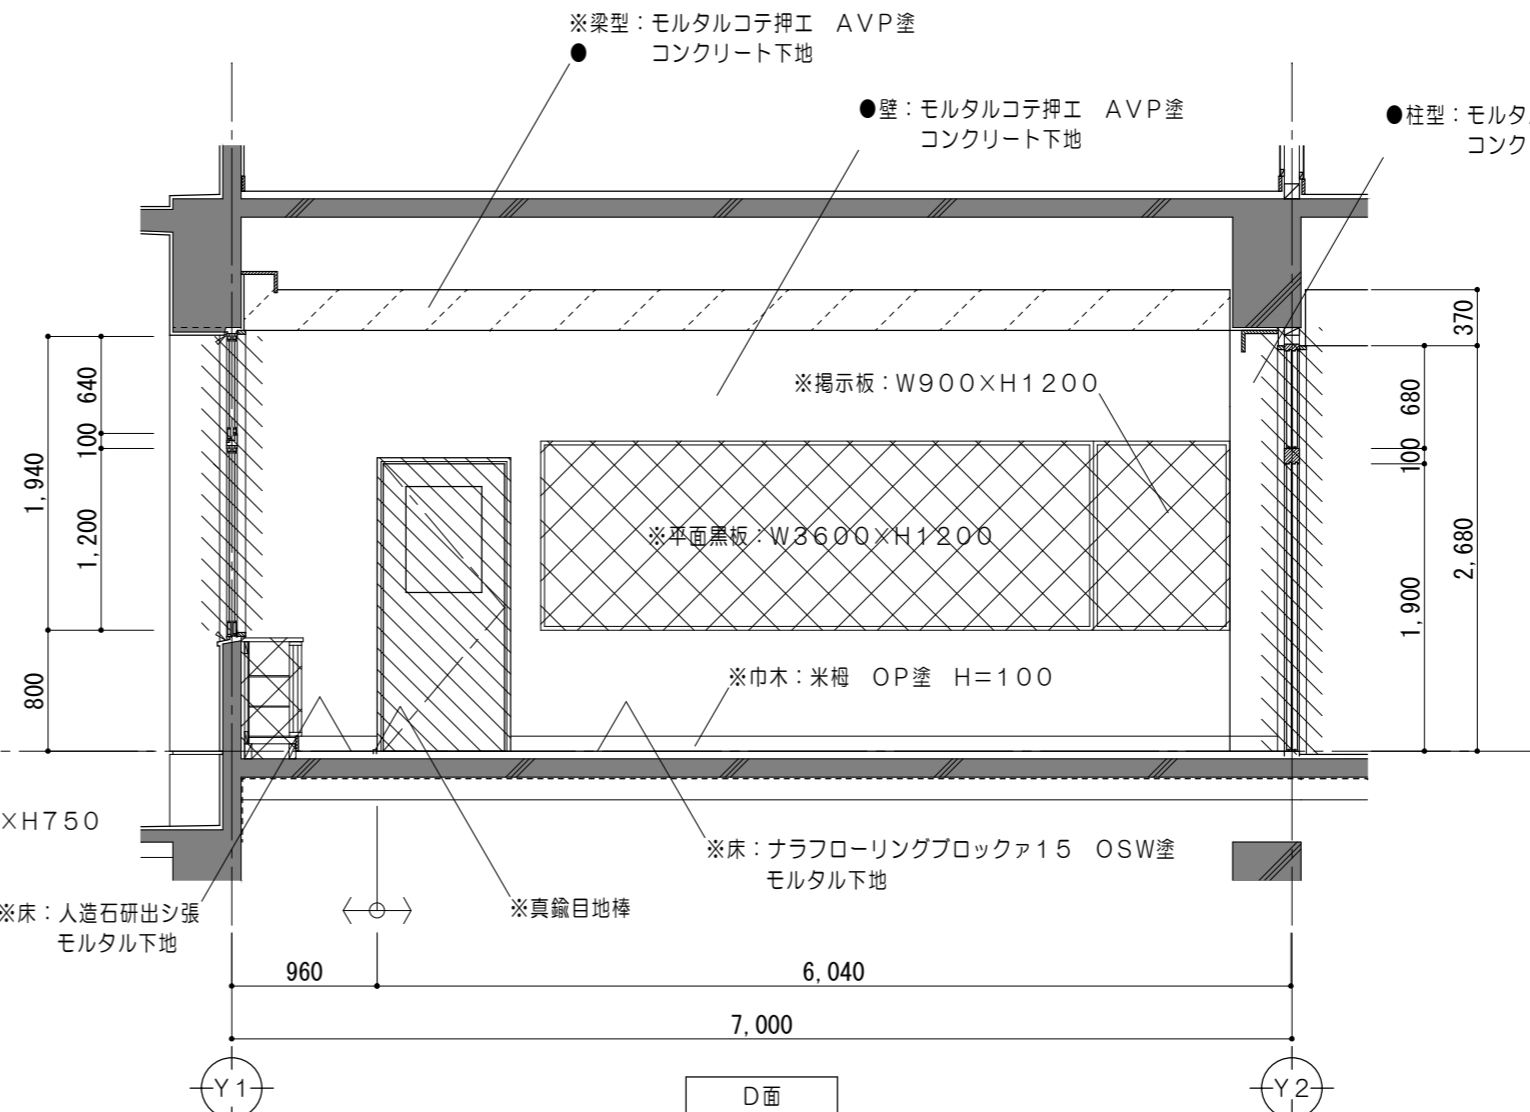 ※梁型：モルタルコテ押エ　ＡＶＰ塗
●　コンクリート下地
●壁：モルタルコテ押エ　ＡＶＰ塗
コンクリート下地
●柱型：モルタ
コンク
370
640
680
※掲示板：Ｗ９００×Ｈ１２００
100
100
1,940
※平面黒板：Ｗ３６００×Ｈ１２００
1,200
2,680
1,900
※巾木：米栂　ＯＰ塗　Ｈ＝１００
800
×Ｈ７５０
※床：ナラフローリングブロックァ１５　ＯＳＷ塗
モルタル下地
※床：人造石研出シ張
モルタル下地
※真鍮目地棒
960
6,040
7,000
Ｙ１
Ｄ面
Ｙ２